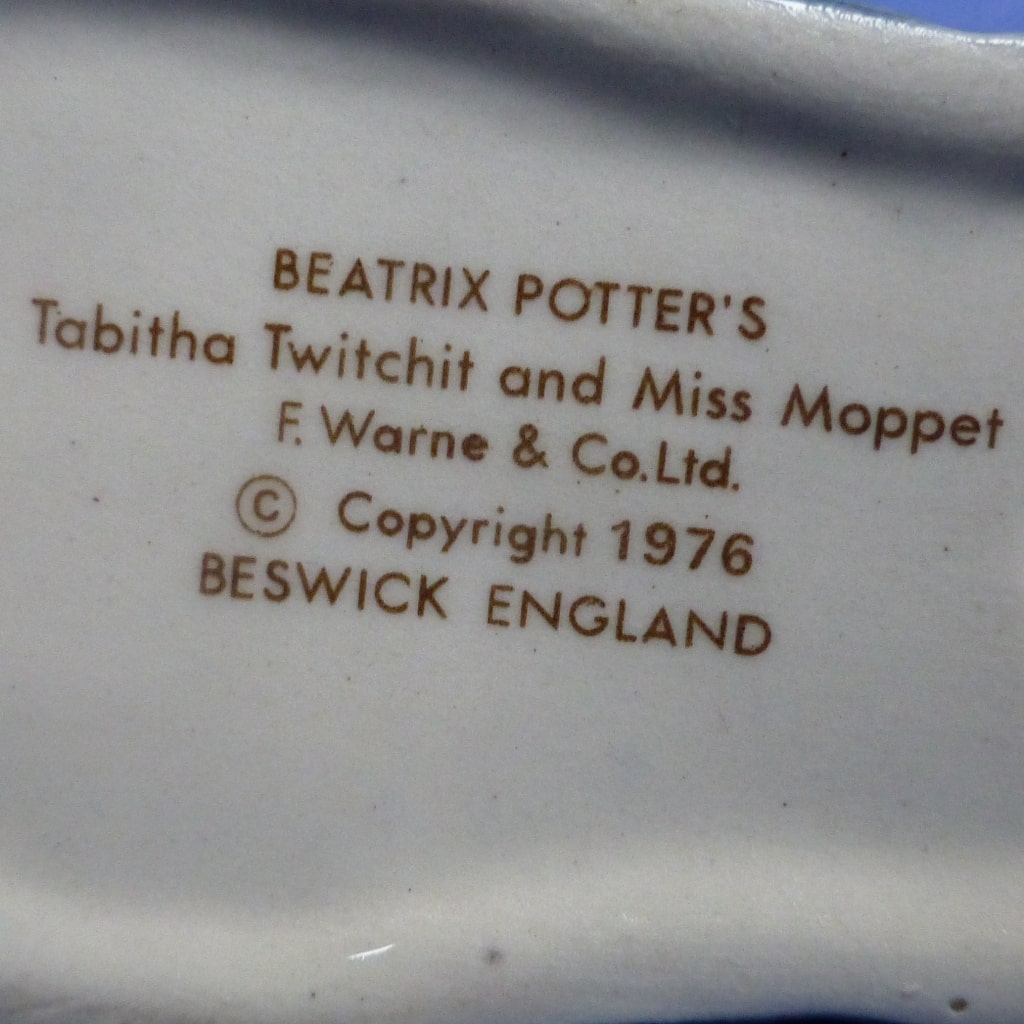 BEATRIX POTTER'S
Tabitha Twitchit and Miss Moppet
F. Warne & Co.Ltd.
© Copyright 1976
BESWICK ENGLAND